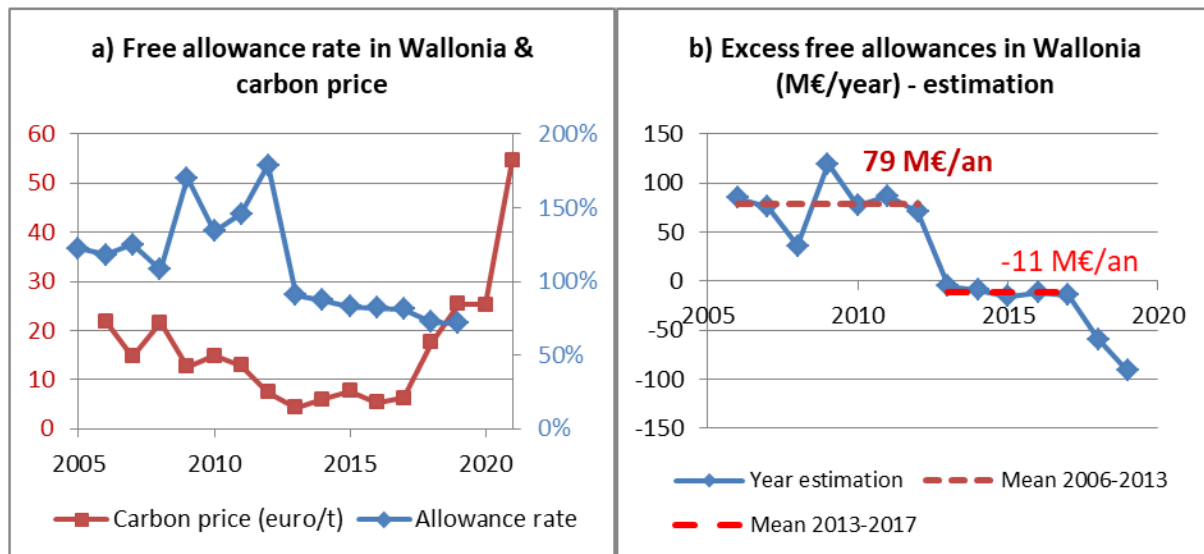 a) Free allowance rate in Wallonia &
carbon price
60
50
40
30
20
10
0
200%
150%
100%
50%
0%
2005
2010
2015
2020
Carbon price (euro/t)
Allowance rate
b) Excess free allowances in Wallonia
(M€/year) - estimation
150
100
50
0
-50
-100
-150
79 M€/an
-11 M€/an
2005
2010
2015
2020
Year estimation
Mean 2006-2013
Mean 2013-2017